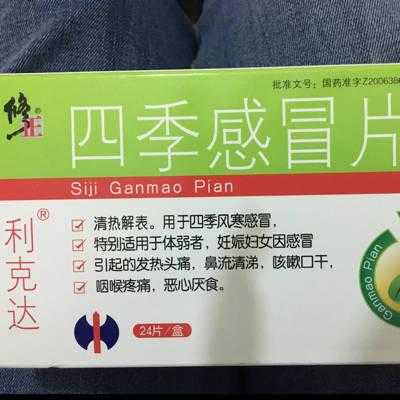 批准文号：国药准字Z2006386
修正®
四季感冒片
Siji Ganmao Pian
利克达®
清热解表。用于四季风寒感冒，
特别适用于体弱者，妊娠妇女因感冒
引起的发热头痛，鼻流清涕，咳嗽口干，
咽喉疼痛，恶心厌食。
24片/盒
Ganmao Pian